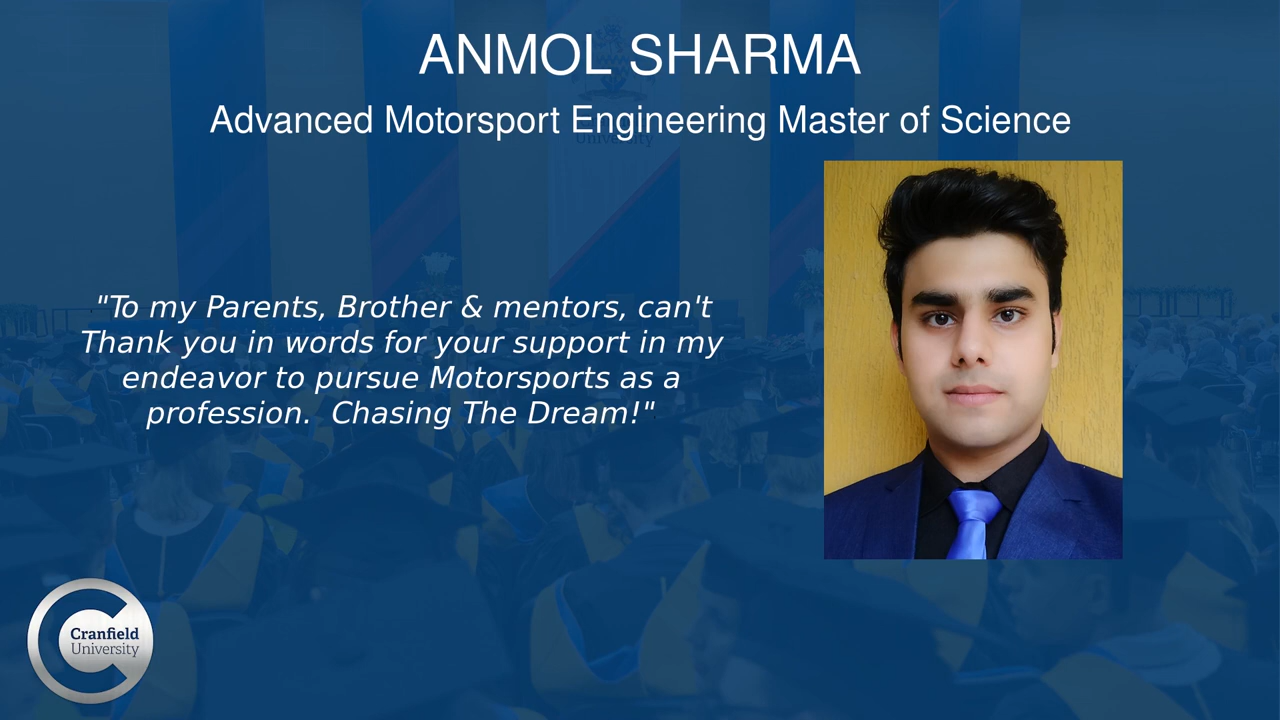 ANMOL SHARMA
Advanced Motorsport Engineering Master of Science
University
"To my Parents, Brother & mentors, can't
Thank you in words for your support in my
endeavor to pursue Motorsports as a
profession.  Chasing The Dream!"
Cranfield
University